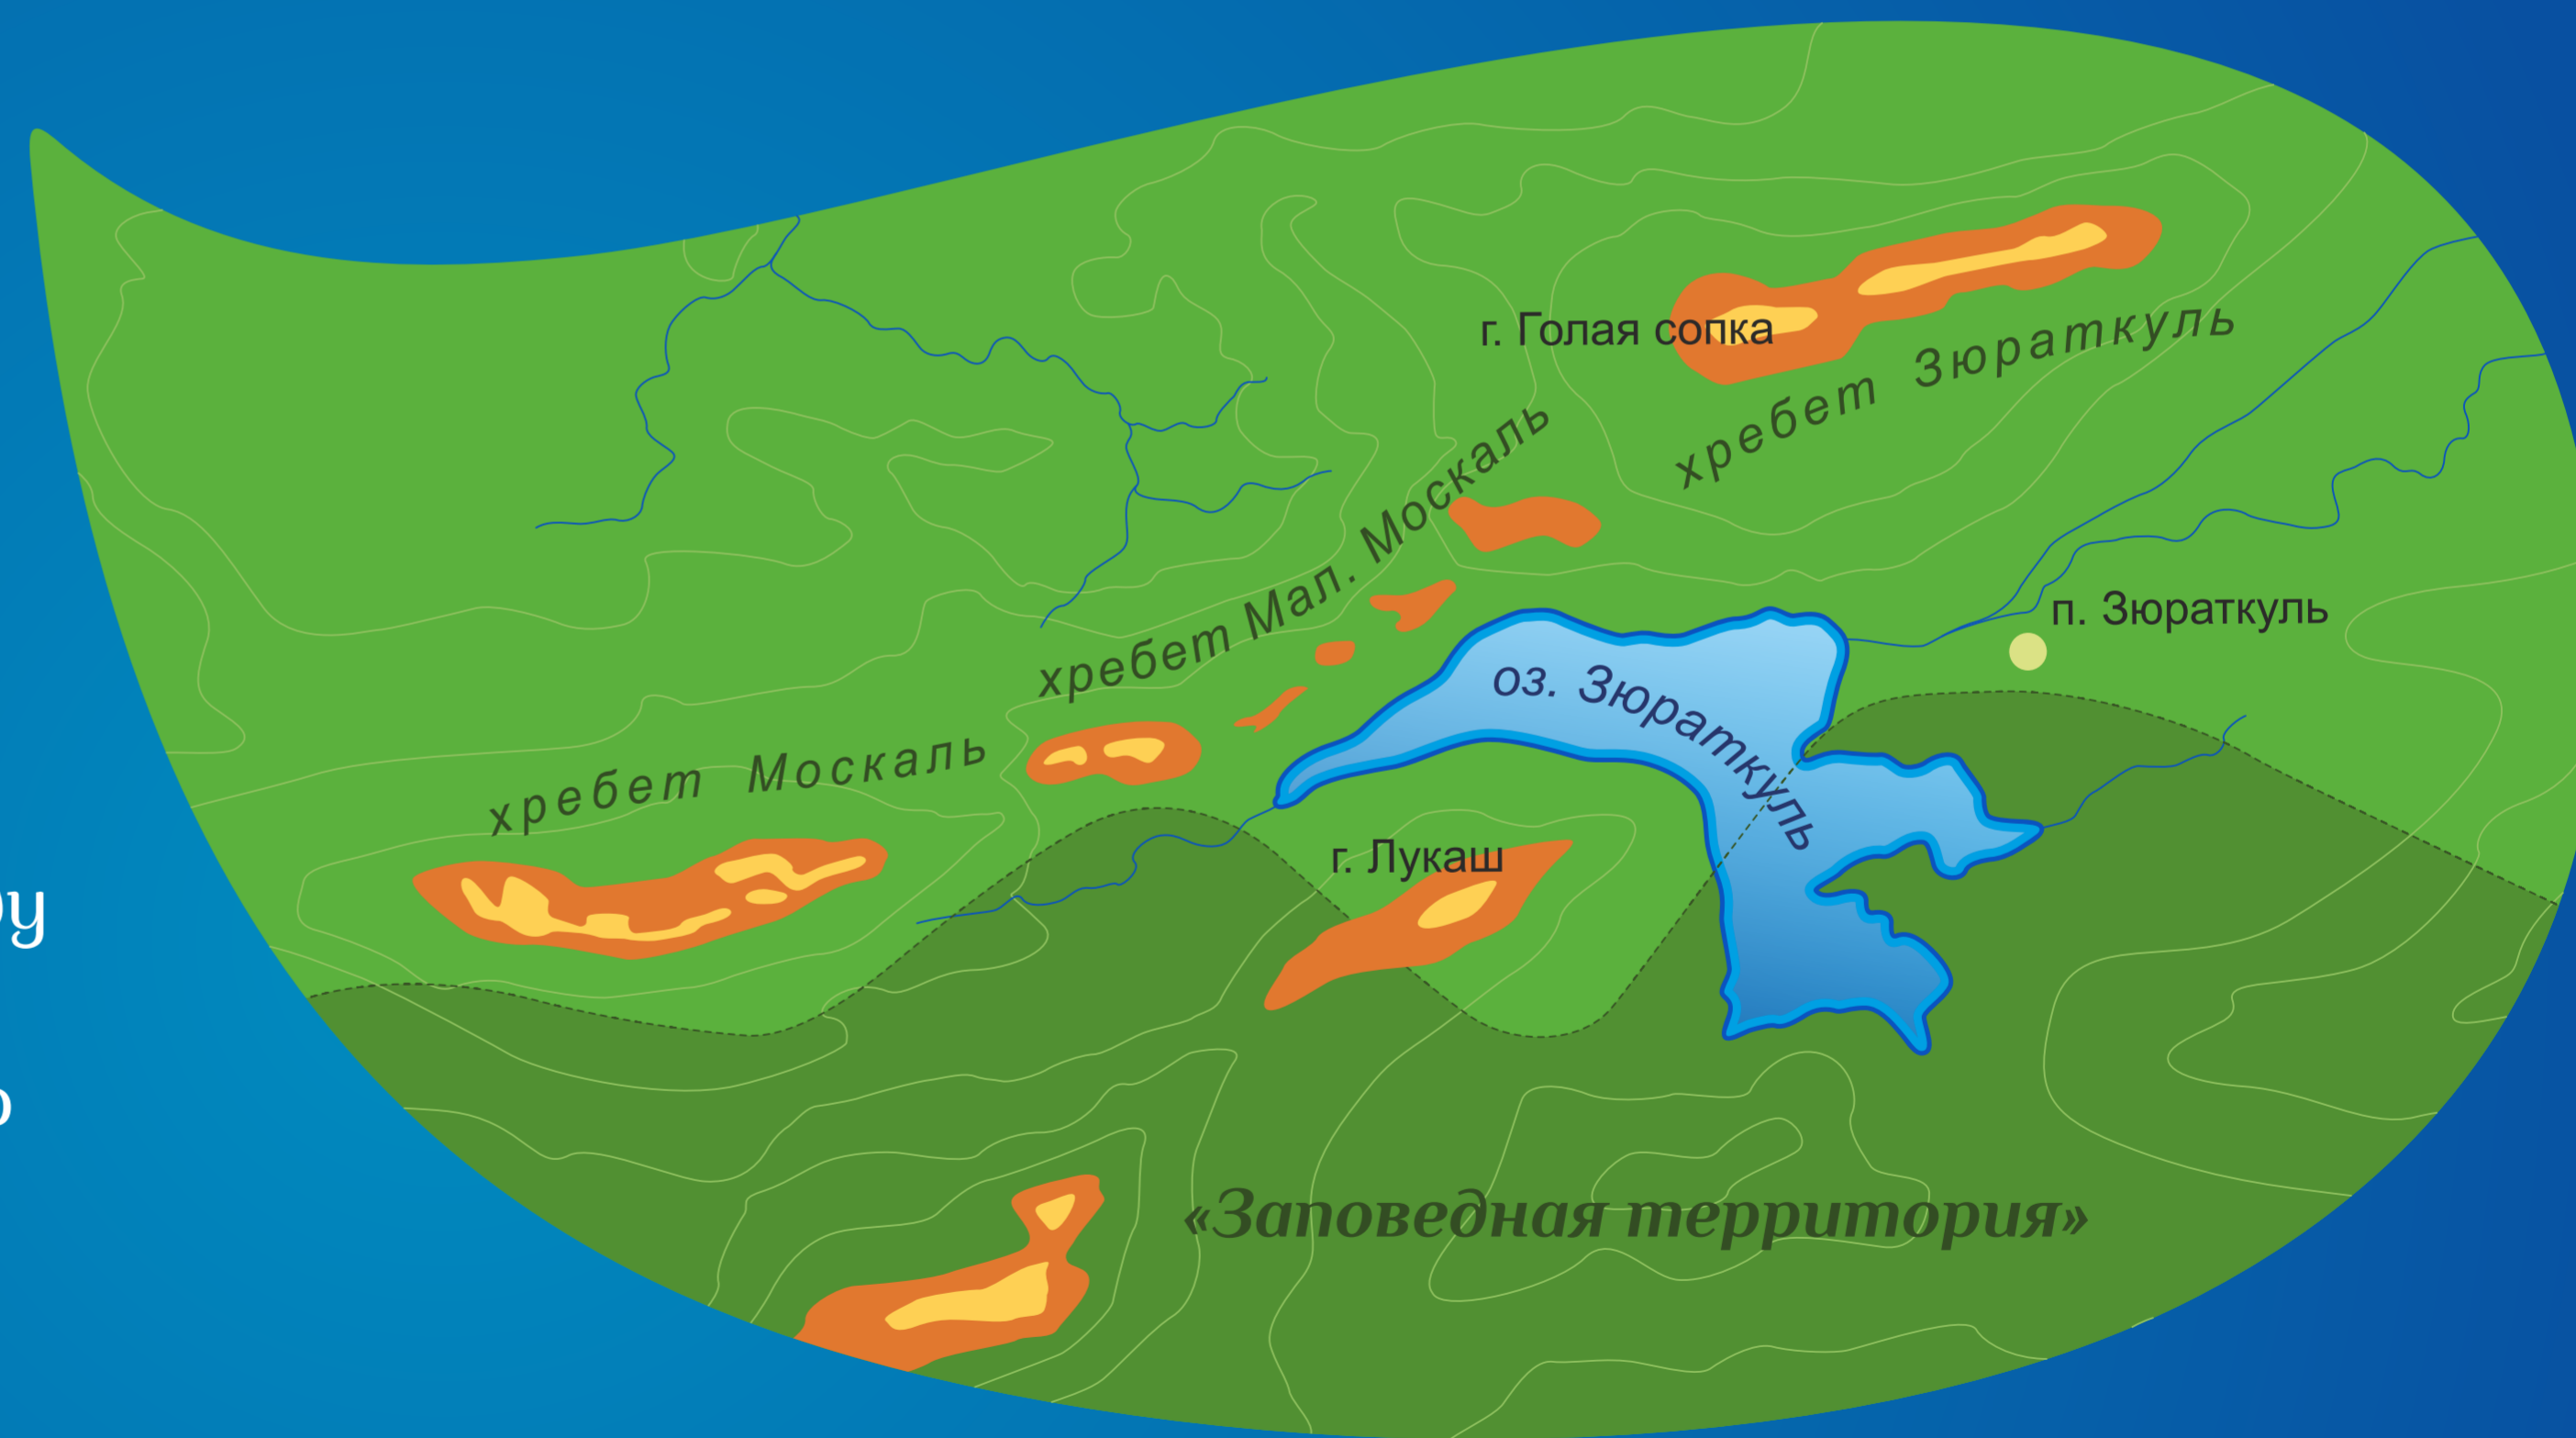 г. Голая сопка
хребет Зюраткуль
хребет Мал. Москаль
п. Зюраткуль
оз. Зюраткуль
хребет Москаль
г. Лукаш
«Заповедная территория»